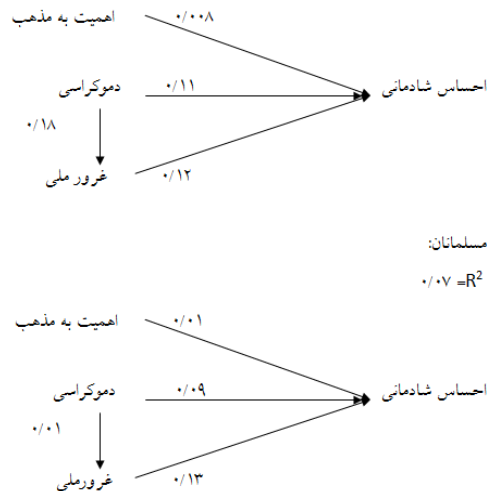 اهمیت به مذهب
۰/۰۰۸
دموکراسی
۰/۱۱
احساس شادمانی
۰/۱۸
غرور ملی
۰/۱۲
مسلمانان:
۰/۰۷ =R²
اهمیت به مذهب
۰/۰۱
دموکراسی
۰/۰۹
احساس شادمانی
۰/۰۱
غرورملی
۰/۱۳